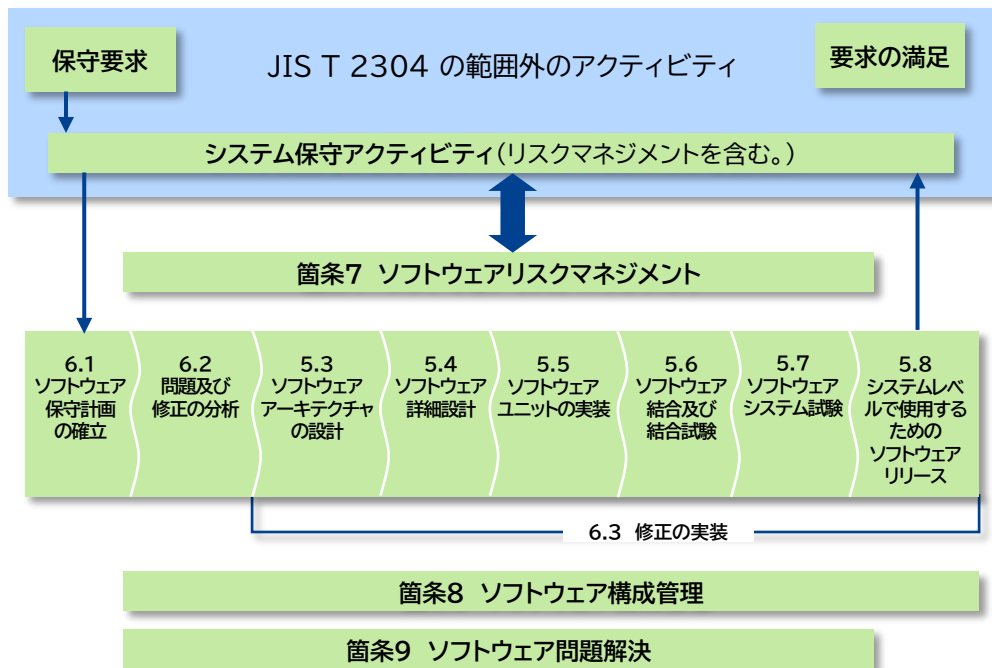 保守要求
JIS T 2304 の範囲外のアクティビティ
要求の満足
システム保守アクティビティ(リスクマネジメントを含む。)
箇条7 ソフトウェアリスクマネジメント
6.1
ソフトウェア
保守計画
の確立
6.2
問題及び
修正の分析
5.3
ソフトウェア
アーキテクチャ
の設計
5.4
ソフトウェア
詳細設計
5.5
ソフトウェア
ユニットの実装
5.6
ソフトウェア
結合及び
結合試験
5.7
ソフトウェア
システム試験
5.8
システムレベ
ルで使用する
ための
ソフトウェア
リリース
6.3 修正の実装
箇条8 ソフトウェア構成管理
箇条9 ソフトウェア問題解決